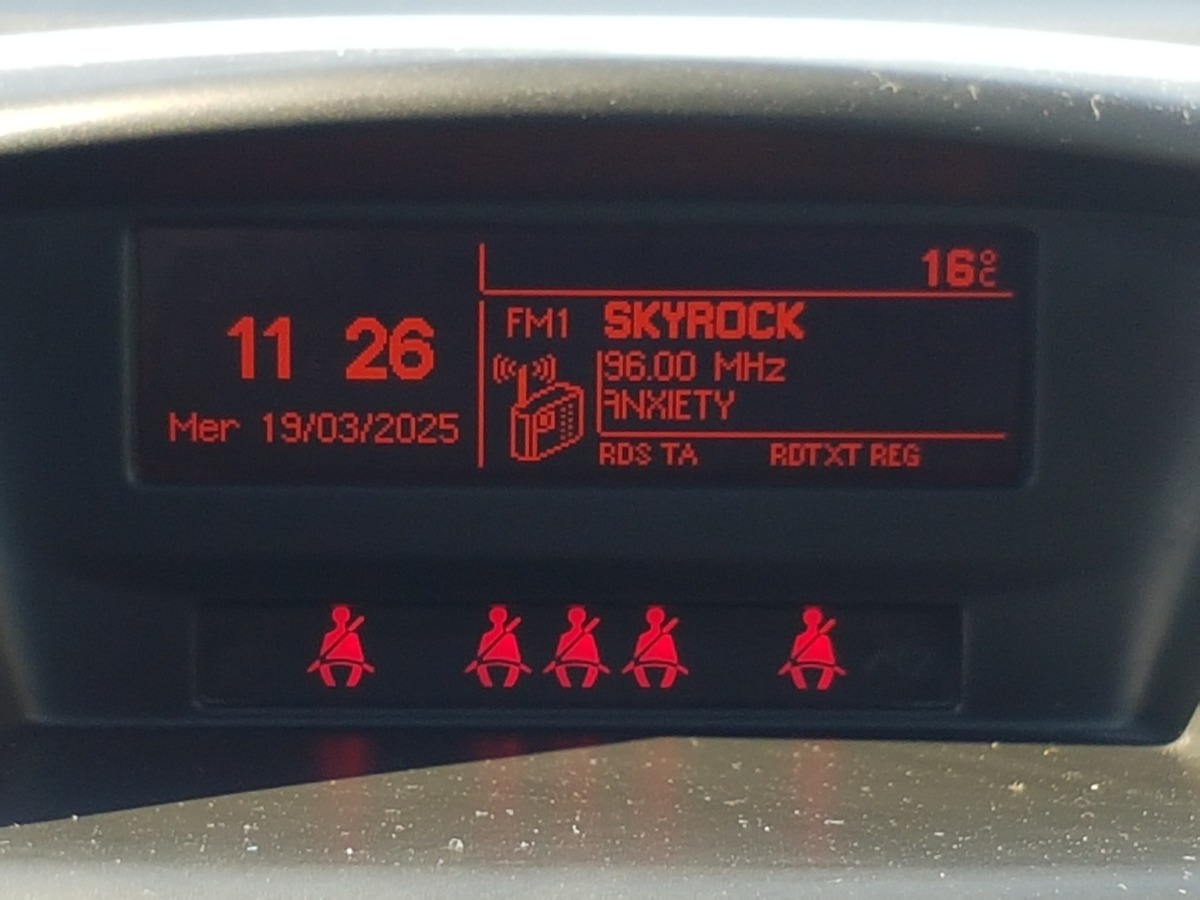 16°C
11 26
Mer 19/03/2025
FM1 SKYROCK
96.00 MHz
ANXIETY
RDS TA RDTXT REG